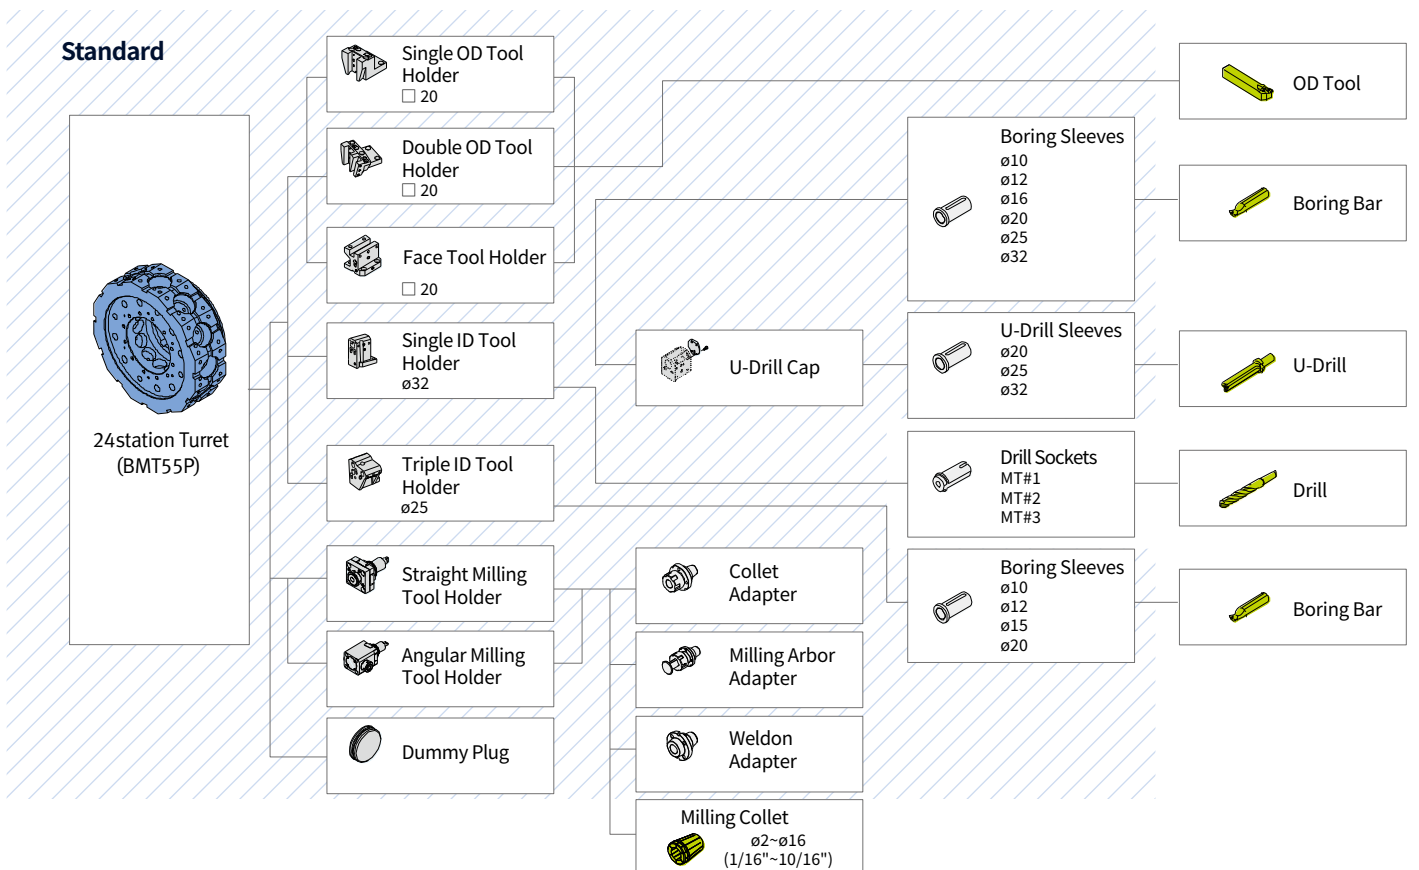 Standard
24station Turret
(BMT55P)
Single OD Tool
Holder
□ 20
Double OD Tool
Holder
□ 20
Face Tool Holder
□ 20
Single ID Tool
Holder
ø32
Triple ID Tool
Holder
ø25
Straight Milling
Tool Holder
Angular Milling
Tool Holder
Dummy Plug
U-Drill Cap
Collet
Adapter
Milling Arbor
Adapter
Weldon
Adapter
Milling Collet
ø2~ø16
(1/16"~10/16")
Boring Sleeves
ø10
ø12
ø16
ø20
ø25
ø32
U-Drill Sleeves
ø20
ø25
ø32
Drill Sockets
MT#1
MT#2
MT#3
Boring Sleeves
ø10
ø12
ø15
ø20
OD Tool
Boring Bar
U-Drill
Drill
Boring Bar